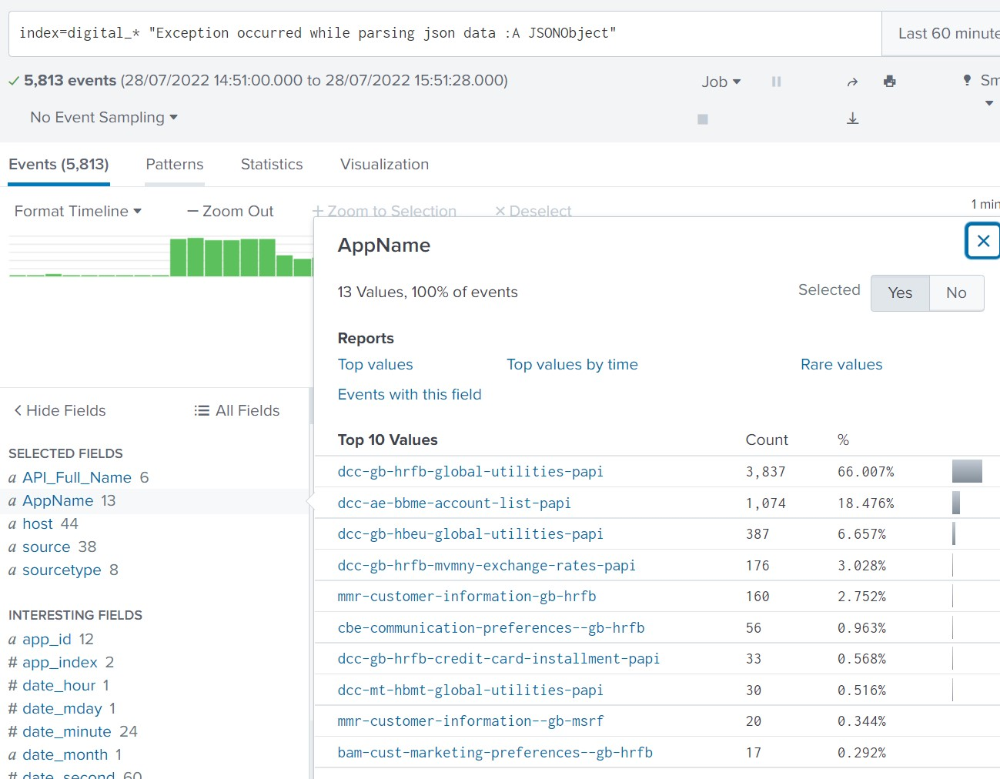 index=digital_* "Exception occurred while parsing json data :A JSONObject"
Last 60 minute
5,813 events (28/07/2022 14:51:00.000 to 28/07/2022 15:51:28.000)
Job
Sm
No Event Sampling
Events (5,813)
Patterns
Statistics
Visualization
Format Timeline
— Zoom Out
+ Zoom to Selection
× Deselect
1 min
AppName
13 Values, 100% of events
Selected
Yes
No
Reports
Top values
Top values by time
Rare values
Events with this field
Top 10 Values Count %
dcc-gb-hrfb-global-utilities-papi 3,837 66.007%
dcc-ae-bbme-account-list-papi 1,074 18.476%
dcc-gb-hbeu-global-utilities-papi 387 6.657%
dcc-gb-hrfb-mvmny-exchange-rates-papi 176 3.028%
mmr-customer-information-gb-hrfb 160 2.752%
cbe-communication-preferences--gb-hrfb 56 0.963%
dcc-gb-hrfb-credit-card-installment-papi 33 0.568%
dcc-mt-hbmt-global-utilities-papi 30 0.516%
mmr-customer-information--gb-msrf 20 0.344%
bam-cust-marketing-preferences--gb-hrfb 17 0.292%
< Hide Fields
All Fields
SELECTED FIELDS
a API_Full_Name 6
a AppName 13
a host 44
a source 38
a sourcetype 8
INTERESTING FIELDS
a app_id 12
# app_index 2
# date_hour 1
# date_mday 1
# date_minute 24
a date_month 1
# date_second 60